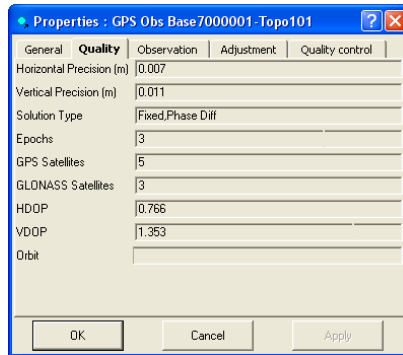 Properties : GPS Obs Base7000001-Topo101
General Quality Observation Adjustment Quality control
Horizontal Precision (m) 0.007
Vertical Precision (m) 0.011
Solution Type Fixed,Phase Diff
Epochs 3
GPS Satellites 5
GLONASS Satellites 3
HDOP 0.766
VDOP 1.353
Orbit
OK Cancel Apply